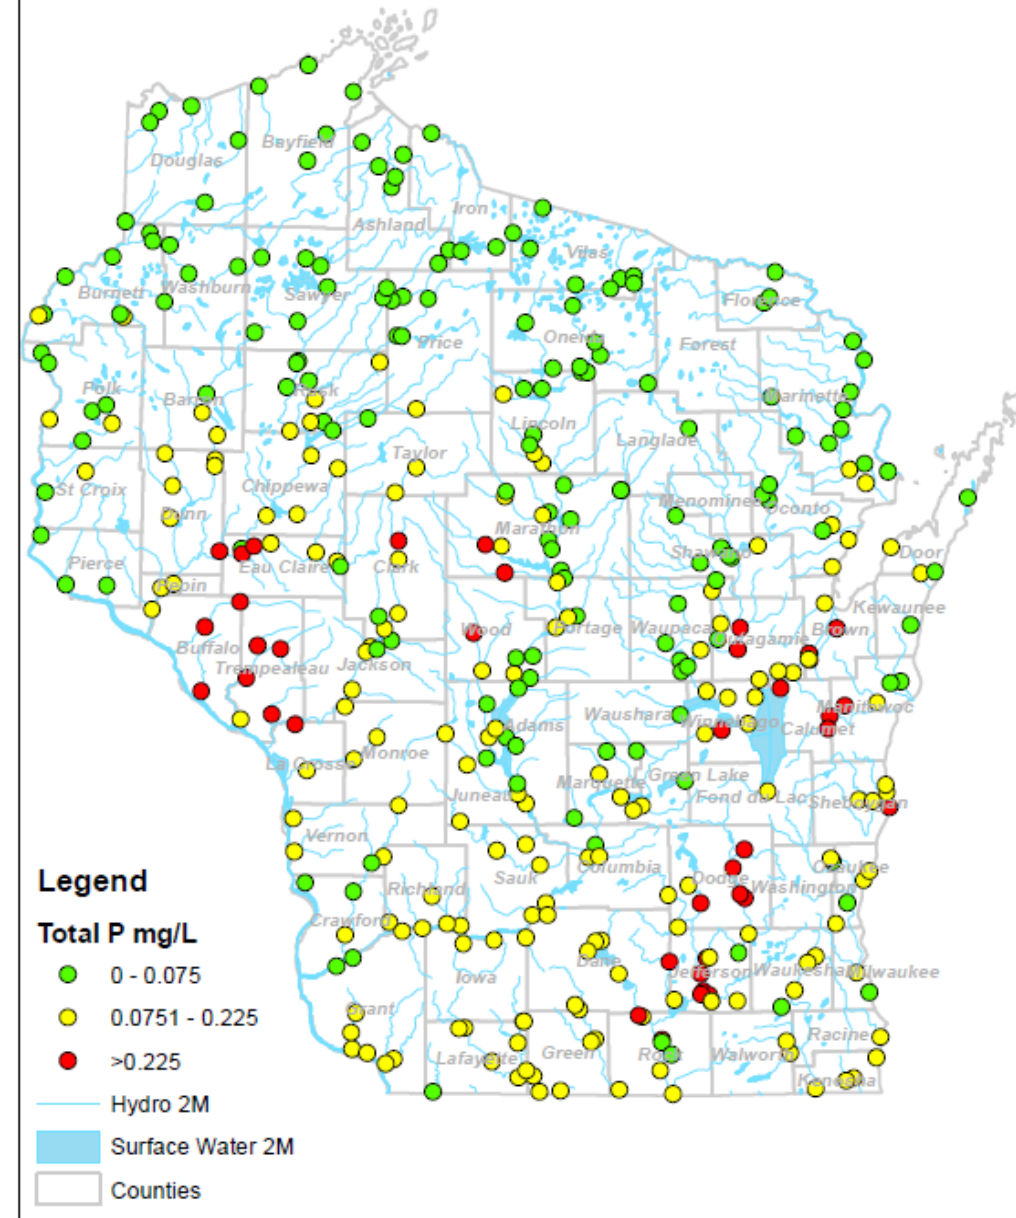 Douglas
Bayfield
Iron
Ashland
Vilas
Burnett
Washburn
Sawyer
Florence
Price
Oneida
Forest
Polk
Barron
Rusk
Marinette
Lincoln
Langlade
Taylor
St Croix
Chippewa
Menominee
Oconto
Dunn
Marathon
Shawano
Door
Pierce
Eau Claire
Clark
Pepin
Kewaunee
Buffalo
Wood
Portage
Waupaca
Outagamie
Brown
Trempealeau
Jackson
Manitowoc
Waushara
Winnebago
Calumet
Adams
Monroe
La Crosse
Marquette
Green Lake
Juneau
Fond du Lac
Sheboygan
Vernon
Columbia
Dodge
Ozaukee
Washington
Sauk
Richland
Legend
Crawford
Total P mg/L
Dane
Jefferson
Waukesha
Milwaukee
Iowa
0 - 0.075
Grant
0.0751 - 0.225
Racine
Lafayette
Green
Rock
Walworth
>0.225
Kenosha
Hydro 2M
Surface Water 2M
Counties